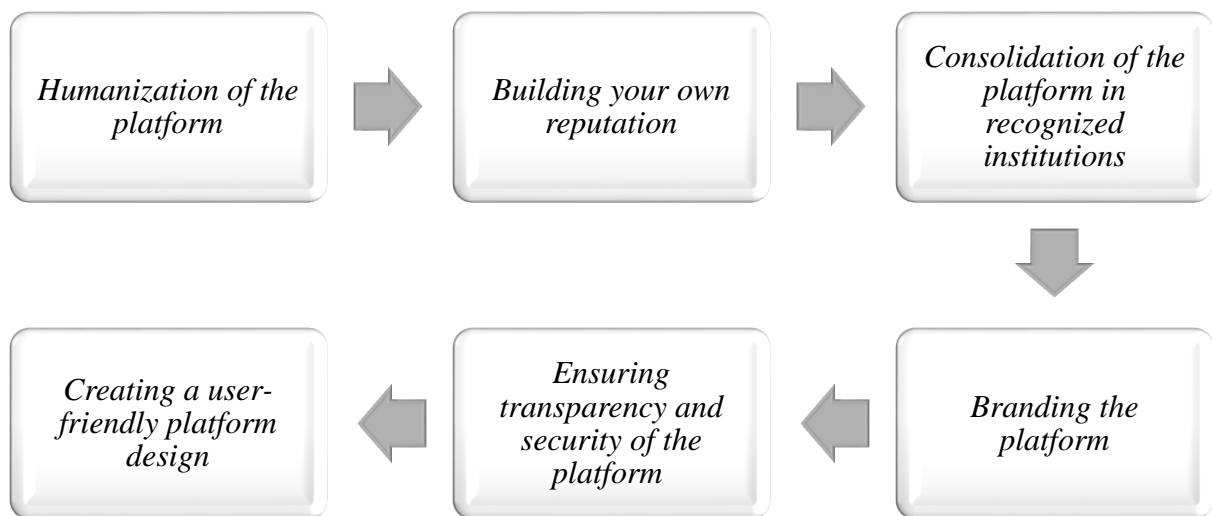 Humanization of the
platform
Building your own
reputation
Consolidation of the
platform in
recognized
institutions
Branding the
platform
Ensuring
transparency and
security of the
platform
Creating a user-
friendly platform
design